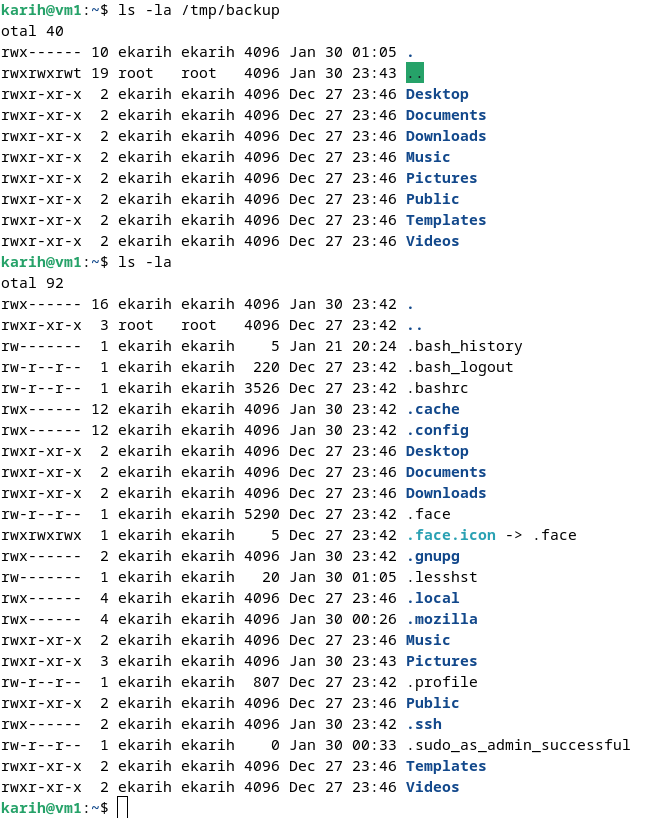 karih@vm1:~$ ls -la /tmp/backup
otal 40
rwx------ 10 ekarih ekarih 4096 Jan 30 01:05 .
rwxrwxrwt 19 root   root   4096 Jan 30 23:43 ..
rwxr-xr-x  2 ekarih ekarih 4096 Dec 27 23:46 Desktop
rwxr-xr-x  2 ekarih ekarih 4096 Dec 27 23:46 Documents
rwxr-xr-x  2 ekarih ekarih 4096 Dec 27 23:46 Downloads
rwxr-xr-x  2 ekarih ekarih 4096 Dec 27 23:46 Music
rwxr-xr-x  2 ekarih ekarih 4096 Dec 27 23:46 Pictures
rwxr-xr-x  2 ekarih ekarih 4096 Dec 27 23:46 Public
rwxr-xr-x  2 ekarih ekarih 4096 Dec 27 23:46 Templates
rwxr-xr-x  2 ekarih ekarih 4096 Dec 27 23:46 Videos
karih@vm1:~$ ls -la
otal 92
rwx------ 16 ekarih ekarih 4096 Jan 30 23:42 .
rwxr-xr-x  3 root   root   4096 Dec 27 23:42 ..
rw-------  1 ekarih ekarih    5 Jan 21 20:24 .bash_history
rw-r--r--  1 ekarih ekarih  220 Dec 27 23:42 .bash_logout
rw-r--r--  1 ekarih ekarih 3526 Dec 27 23:42 .bashrc
rwx------ 12 ekarih ekarih 4096 Jan 30 23:42 .cache
rwx------ 12 ekarih ekarih 4096 Jan 30 23:42 .config
rwxr-xr-x  2 ekarih ekarih 4096 Dec 27 23:46 Desktop
rwxr-xr-x  2 ekarih ekarih 4096 Dec 27 23:46 Documents
rwxr-xr-x  2 ekarih ekarih 4096 Dec 27 23:46 Downloads
rw-r--r--  1 ekarih ekarih 5290 Dec 27 23:42 .face
rwxrwxrwx  1 ekarih ekarih    5 Dec 27 23:42 .face.icon -> .face
rwx------  2 ekarih ekarih 4096 Jan 30 23:42 .gnupg
rw-------  1 ekarih ekarih   20 Jan 30 01:05 .lesshst
rwx------  4 ekarih ekarih 4096 Dec 27 23:46 .local
rwx------  4 ekarih ekarih 4096 Jan 30 00:26 .mozilla
rwxr-xr-x  2 ekarih ekarih 4096 Dec 27 23:46 Music
rwxr-xr-x  3 ekarih ekarih 4096 Jan 30 23:43 Pictures
rw-r--r--  1 ekarih ekarih  807 Dec 27 23:42 .profile
rwxr-xr-x  2 ekarih ekarih 4096 Dec 27 23:46 Public
rwx------  2 ekarih ekarih 4096 Jan 30 23:42 .ssh
rw-r--r--  1 ekarih ekarih    0 Jan 30 00:33 .sudo_as_admin_successful
rwxr-xr-x  2 ekarih ekarih 4096 Dec 27 23:46 Templates
rwxr-xr-x  2 ekarih ekarih 4096 Dec 27 23:46 Videos
karih@vm1:~$